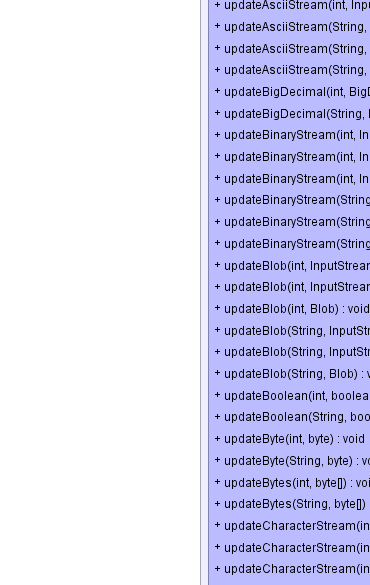 + updateAsciiStream(int, Inpu
+ updateAsciiStream(String,
+ updateAsciiStream(String,
+ updateAsciiStream(String,
+ updateBigDecimal(int, BigD
+ updateBigDecimal(String,
+ updateBinaryStream(int, In
+ updateBinaryStream(int, In
+ updateBinaryStream(int, In
+ updateBinaryStream(String
+ updateBinaryStream(String
+ updateBinaryStream(String
+ updateBlob(int, InputStream
+ updateBlob(int, InputStream
+ updateBlob(int, Blob) : void
+ updateBlob(String, InputStr
+ updateBlob(String, InputStr
+ updateBlob(String, Blob) : v
+ updateBoolean(int, boolea
+ updateBoolean(String, boo
+ updateByte(int, byte) : void
+ updateByte(String, byte) : vo
+ updateBytes(int, byte[]) : voi
+ updateBytes(String, byte[])
+ updateCharacterStream(in
+ updateCharacterStream(in
+ updateCharacterStream(in